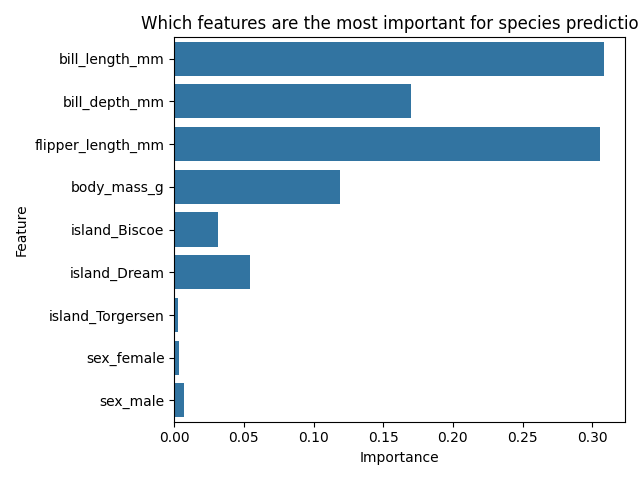 Which features are the most important for species predictio
bill_length_mm
bill_depth_mm
flipper_length_mm
body_mass_g
island_Biscoe
island_Dream
island_Torgersen
sex_female
sex_male
Feature
0.00 0.05 0.10 0.15 0.20 0.25 0.30
Importance